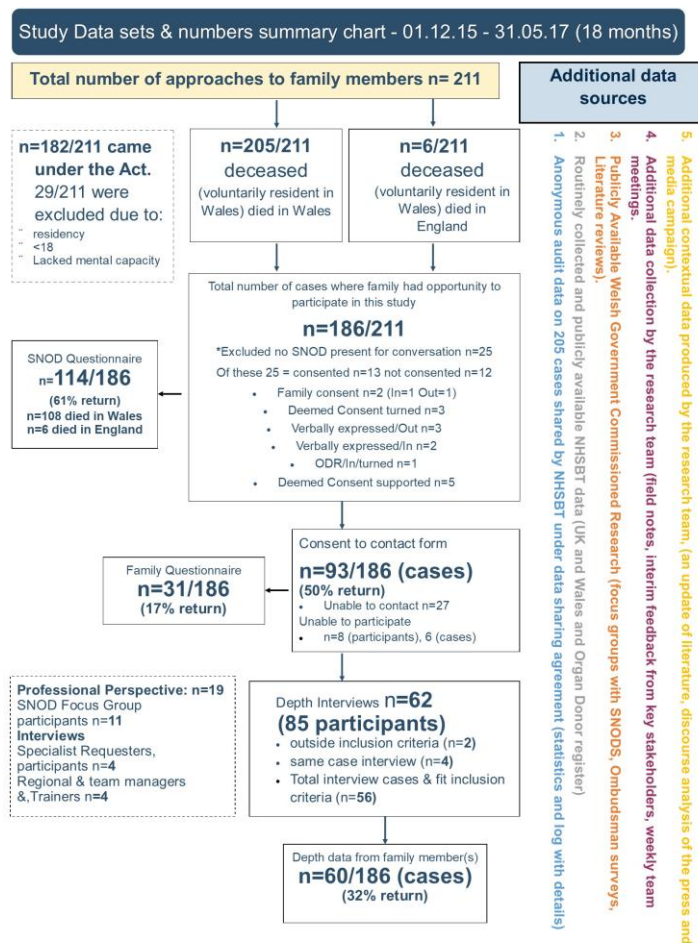 Study Data sets & numbers summary chart - 01.12.15 - 31.05.17 (18 months)
Total number of approaches to family members n= 211
Additional data
sources
n=182/211 came
under the Act.
29/211 were
excluded due to:
- residency
- <18
- Lacked mental capacity
n=205/211
deceased
(voluntarily resident in
Wales) died in Wales
n=6/211
deceased
(voluntarily resident in
Wales) died in
England
Total number of cases where family had opportunity to
participate in this study
n=186/211
*Excluded no SNOD present for conversation n=25
Of these 25 = consented n=13 not consented n=12
• Family consent n=2 (In=1 Out=1)
• Deemed Consent turned n=3
• Verbally expressed/Out n=3
• Verbally expressed/In n=2
• ODR/In/turned n=1
• Deemed Consent supported n=5
SNOD Questionnaire
n=114/186
(61% return)
n=108 died in Wales
n=6 died in England
Consent to contact form
n=93/186 (cases)
(50% return)
• Unable to contact n=27
Unable to participate
• n=8 (participants), 6 (cases)
Family Questionnaire
n=31/186
(17% return)
Professional Perspective: n=19
SNOD Focus Group
participants n=11
Interviews
Specialist Requesters,
participants n=4
Regional & team managers
&,Trainers n=4
Depth Interviews n=62
(85 participants)
• outside inclusion criteria (n=2)
• same case interview (n=4)
• Total interview cases & fit inclusion
criteria (n=56)
Depth data from family member(s)
n=60/186 (cases)
(32% return)
1. Anonymous audit data on 205 cases shared by NHSBT under data sharing agreement (statistics and log with details)
2. Routinely collected and publicly available NHSBT data (UK and Wales and Organ Donor register)
3. Publicly Available Welsh Government Commissioned Research (focus groups with SNODS, Ombudsman surveys,
Literature reviews).
4. Additional data collection by the research team (field notes, interim feedback from key stakeholders, weekly team
meetings.
5. Additional contextual data produced by the research team, (an update of literature, discourse analysis of the press and
media campaign).